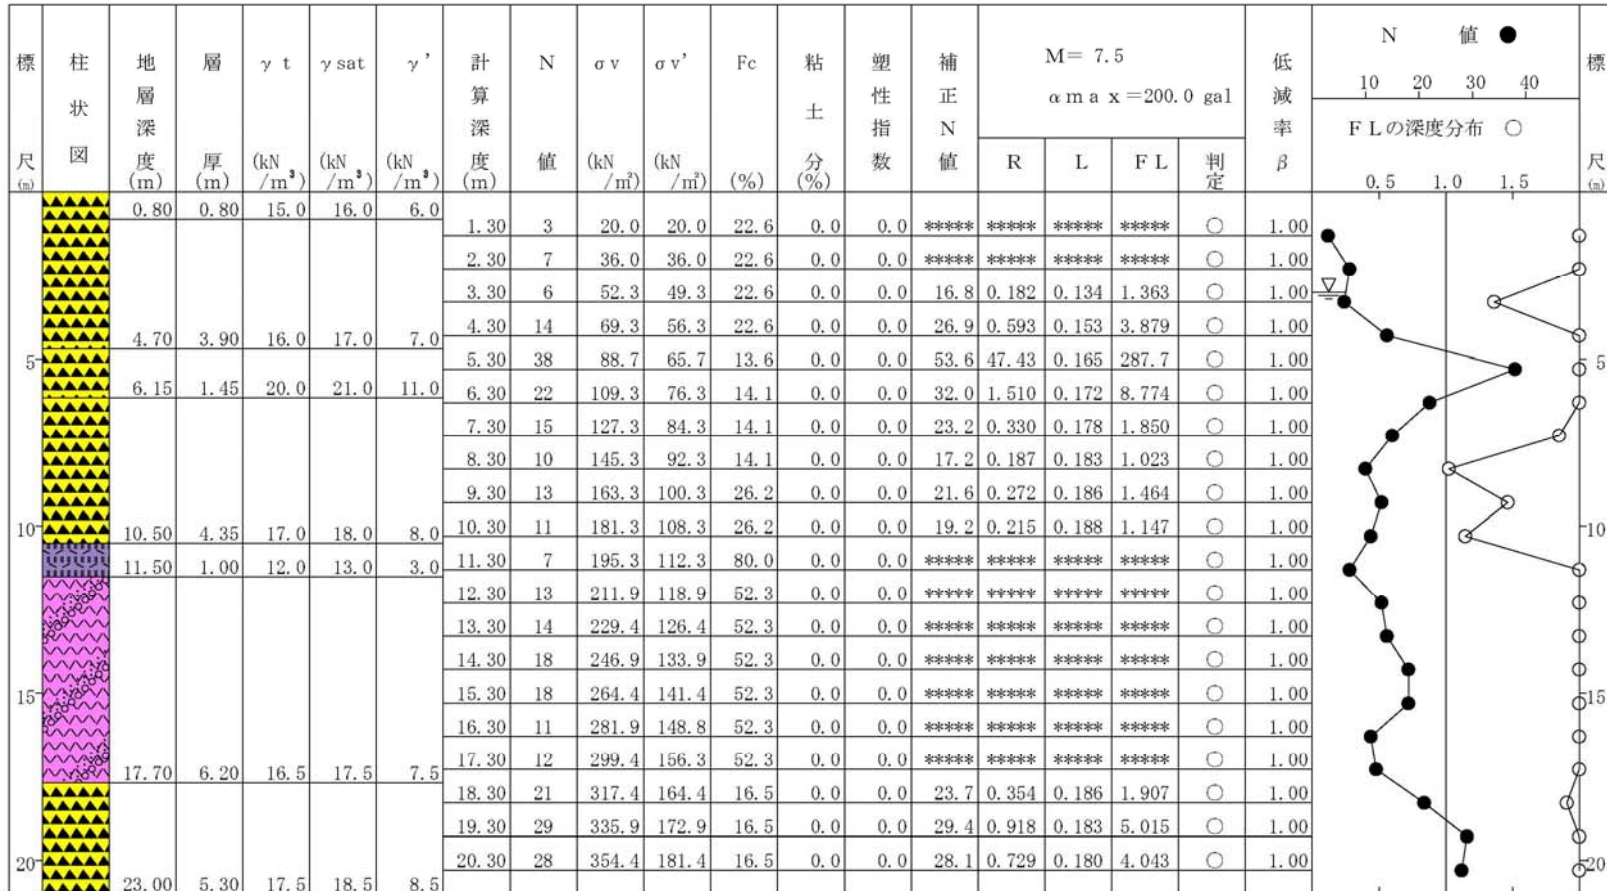 標尺(m) 柱状図 地層深度(m) 層厚(m) γt(kN/m³) γsat(kN/m³) γ'(kN/m³) 計算深度(m) N値 σv(kN/㎡) σv'(kN/㎡) Fc(%) 粘土分(%) 塑性指数 補正N値 M= 7.5 αmax=200.0 gal R L FL 判定 低減率β N値 ● 標尺(m)
10 20 30 40
FLの深度分布 ○
0.5 1.0 1.5
0.80 0.80 15.0 16.0 6.0
1.30 3 20.0 20.0 22.6 0.0 0.0 ***** ***** ***** ***** ○ 1.00
2.30 7 36.0 36.0 22.6 0.0 0.0 ***** ***** ***** ***** ○ 1.00
3.30 6 52.3 49.3 22.6 0.0 0.0 16.8 0.182 0.134 1.363 ○ 1.00
4.30 14 69.3 56.3 22.6 0.0 0.0 26.9 0.593 0.153 3.879 ○ 1.00
4.70 3.90 16.0 17.0 7.0
5 5.30 38 88.7 65.7 13.6 0.0 0.0 53.6 47.43 0.165 287.7 ○ 1.00 5
6.15 1.45 20.0 21.0 11.0
6.30 22 109.3 76.3 14.1 0.0 0.0 32.0 1.510 0.172 8.774 ○ 1.00
7.30 15 127.3 84.3 14.1 0.0 0.0 23.2 0.330 0.178 1.850 ○ 1.00
8.30 10 145.3 92.3 14.1 0.0 0.0 17.2 0.187 0.183 1.023 ○ 1.00
9.30 13 163.3 100.3 26.2 0.0 0.0 21.6 0.272 0.186 1.464 ○ 1.00
10 10.30 11 181.3 108.3 26.2 0.0 0.0 19.2 0.215 0.188 1.147 ○ 1.00 10
10.50 4.35 17.0 18.0 8.0
11.30 7 195.3 112.3 80.0 0.0 0.0 ***** ***** ***** ***** ○ 1.00
11.50 1.00 12.0 13.0 3.0
12.30 13 211.9 118.9 52.3 0.0 0.0 ***** ***** ***** ***** ○ 1.00
13.30 14 229.4 126.4 52.3 0.0 0.0 ***** ***** ***** ***** ○ 1.00
14.30 18 246.9 133.9 52.3 0.0 0.0 ***** ***** ***** ***** ○ 1.00
15 15.30 18 264.4 141.4 52.3 0.0 0.0 ***** ***** ***** ***** ○ 1.00 15
16.30 11 281.9 148.8 52.3 0.0 0.0 ***** ***** ***** ***** ○ 1.00
17.30 12 299.4 156.3 52.3 0.0 0.0 ***** ***** ***** ***** ○ 1.00
17.70 6.20 16.5 17.5 7.5
18.30 21 317.4 164.4 16.5 0.0 0.0 23.7 0.354 0.186 1.907 ○ 1.00
19.30 29 335.9 172.9 16.5 0.0 0.0 29.4 0.918 0.183 5.015 ○ 1.00
20 20.30 28 354.4 181.4 16.5 0.0 0.0 28.1 0.729 0.180 4.043 ○ 1.00 20
23.00 5.30 17.5 18.5 8.5